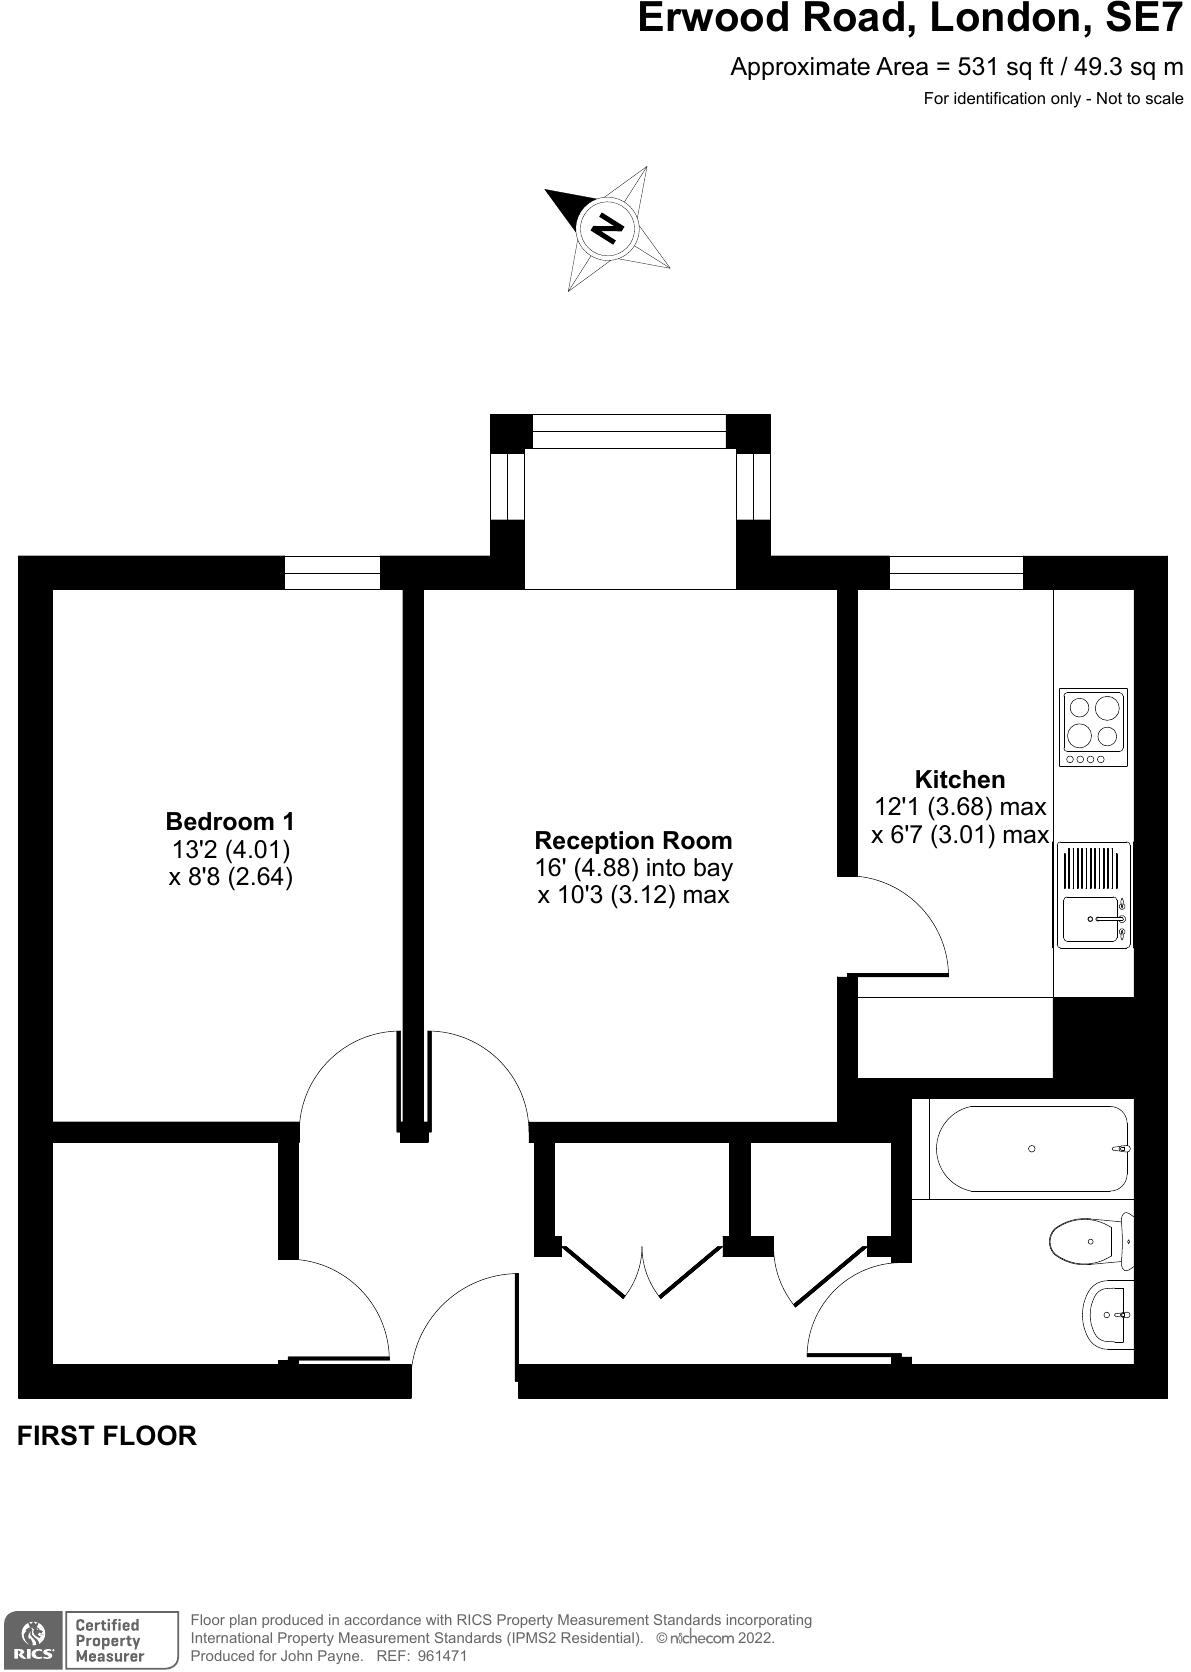 Erwood Road, London, SE7
Approximate Area = 531 sq ft / 49.3 sq m
For identification only - Not to scale
N
Bedroom 1
13'2 (4.01)
x 8'8 (2.64)
Reception Room
16' (4.88) into bay
x 10'3 (3.12) max
Kitchen
12'1 (3.68) max
x 6'7 (3.01) max
FIRST FLOOR
RICS
Certified
Property
Measurer
Floor plan produced in accordance with RICS Property Measurement Standards incorporating
International Property Measurement Standards (IPMS2 Residential). © nichecom 2022.
Produced for John Payne. REF: 961471